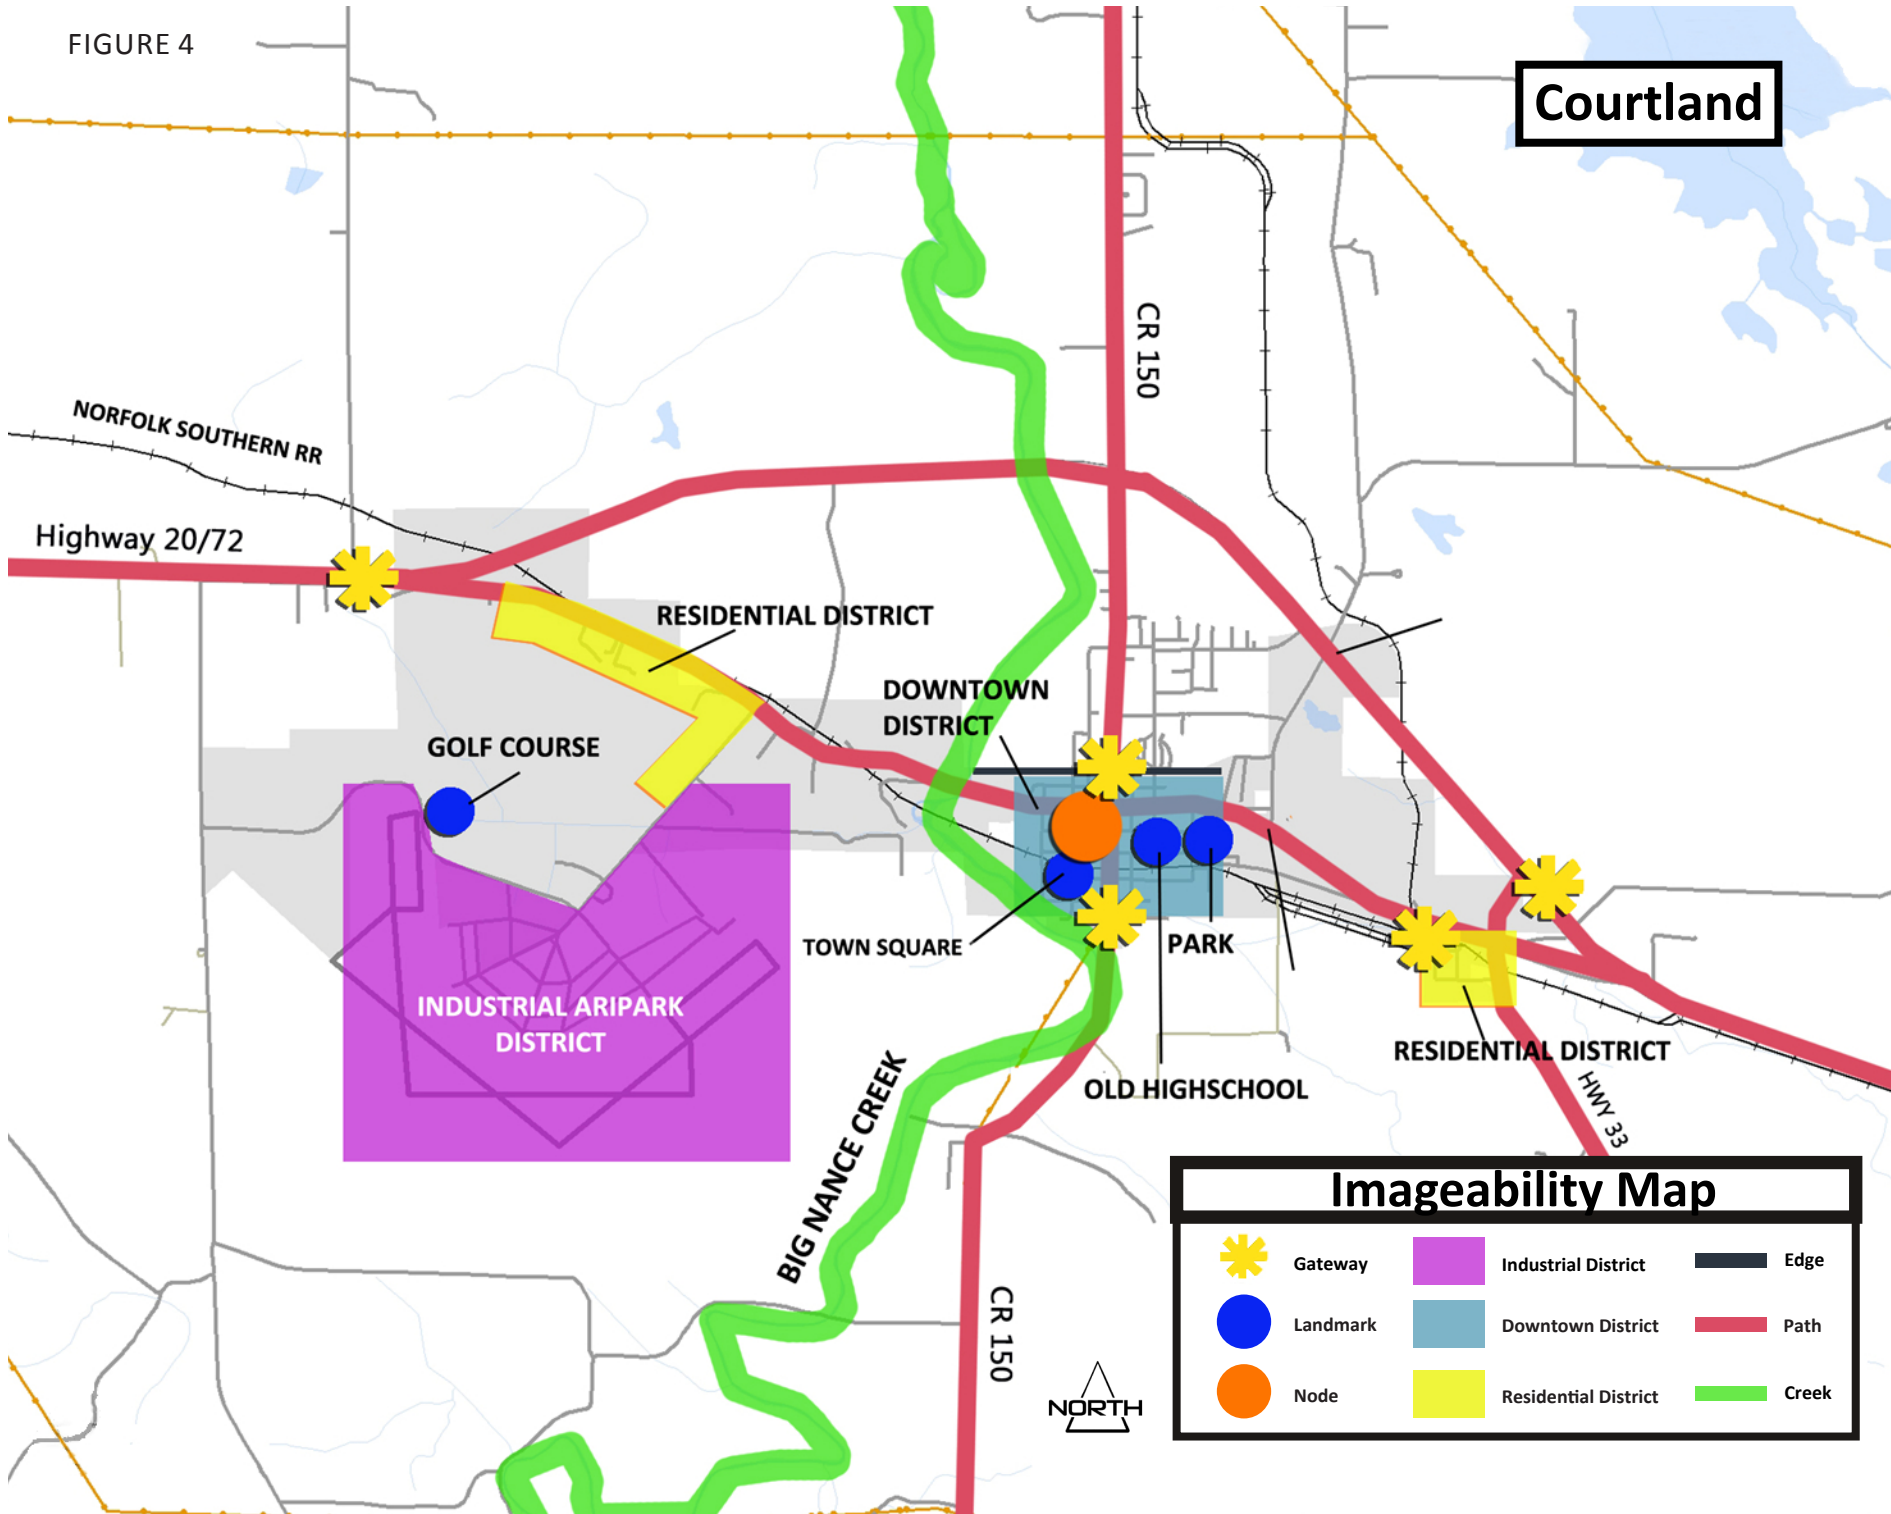 FIGURE 4
Courtland
CR 150
NORFOLK SOUTHERN RR
Highway 20/72
RESIDENTIAL DISTRICT
DOWNTOWN
DISTRICT
GOLF COURSE
TOWN SQUARE
PARK
INDUSTRIAL ARIPARK
DISTRICT
RESIDENTIAL DISTRICT
OLD HIGHSCHOOL
HWY 33
BIG NANCE CREEK
CR 150
NORTH
Imageability Map
Gateway
Industrial District
Edge
Landmark
Downtown District
Path
Node
Residential District
Creek